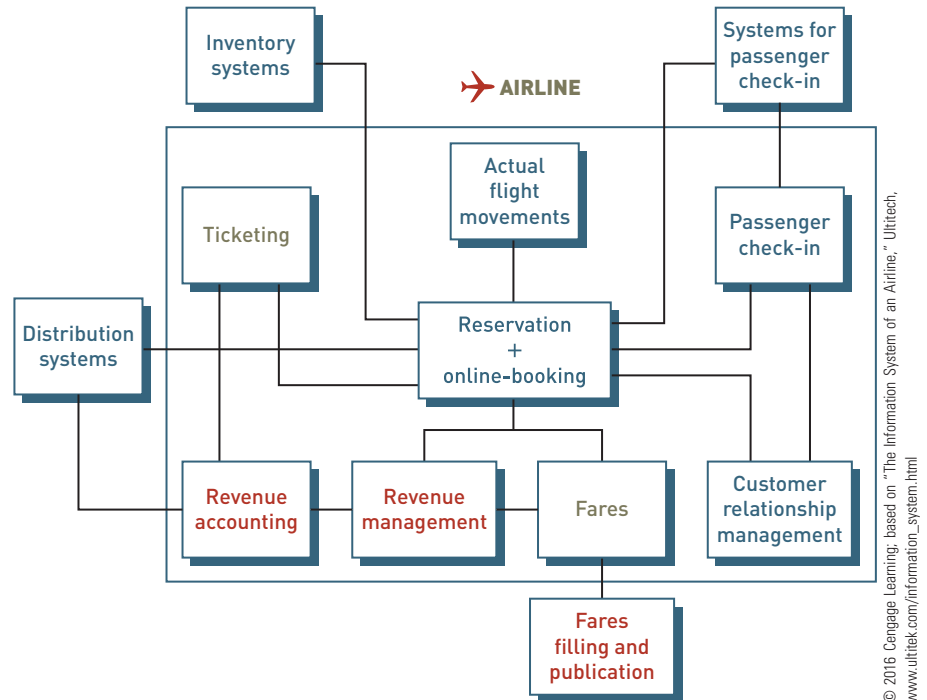 Inventory
systems
AIRLINE
Systems for
passenger
check-in
Actual
flight
movements
Ticketing
Passenger
check-in
Distribution
systems
Reservation
+
online-booking
Revenue
accounting
Revenue
management
Fares
Customer
relationship
management
Fares
filling and
publication
© 2016 Cengage Learning; based on "The Information System of an Airline," Ultitech,
www.ultitek.com/information_system.html